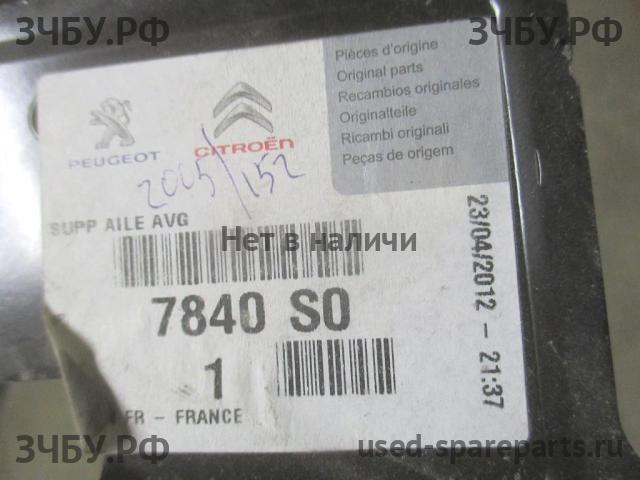 ЗЧБУ.РФ
ЗЧБУ.РФ
Pièces d'origine
Original parts
Recambios originales
Originalteile
Ricambi originali
Peças de origem
PEUGEOT
CITROËN
2005/152
SUPP AILE AVG
Нет в наличи
7840 S0
1
FR - FRANCE
23/04/2012 - 21:37
ЗЧБУ.РФ
used-spareparts.ru